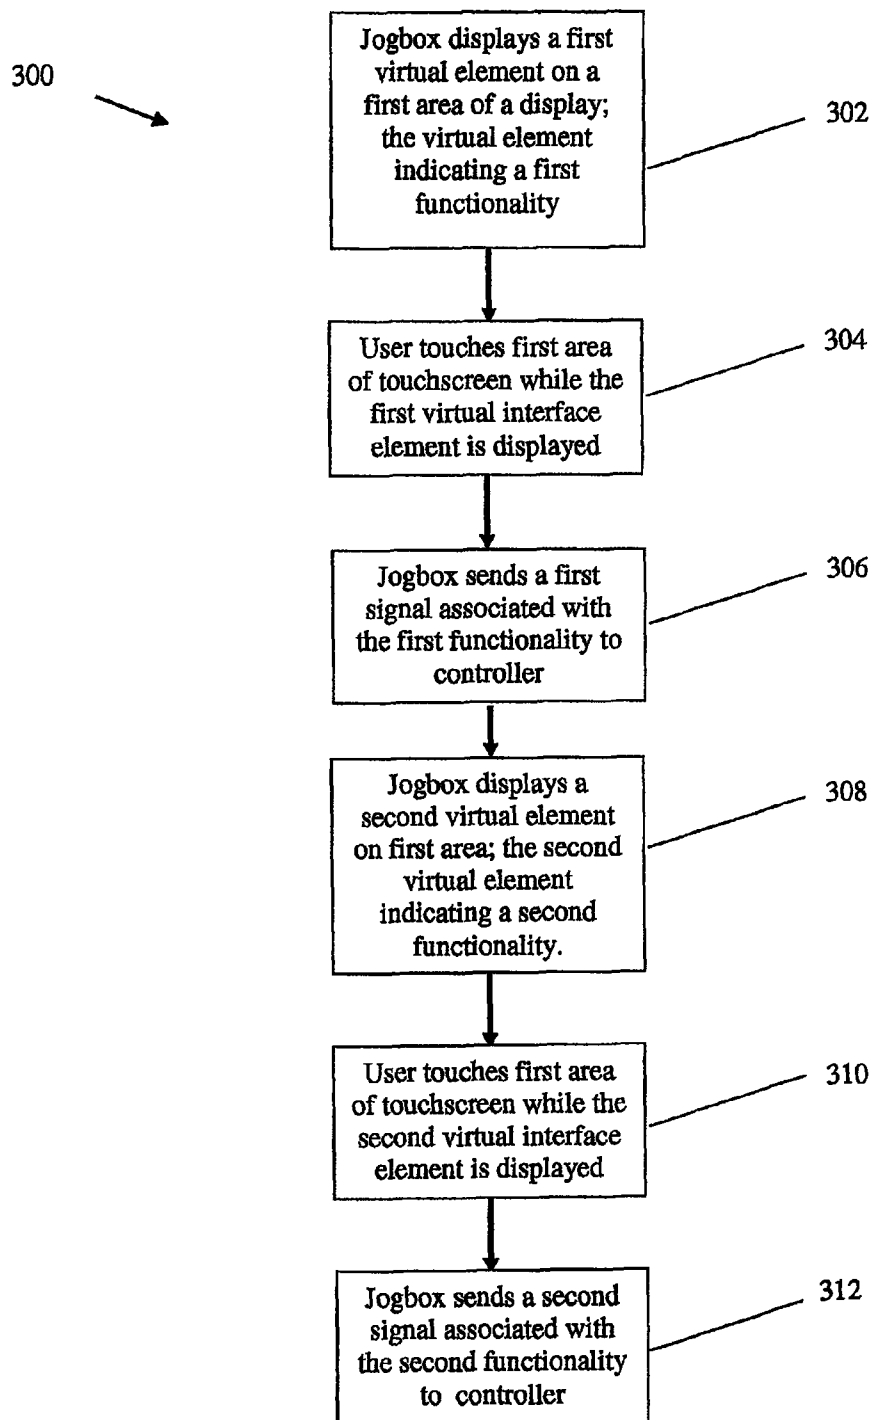 300
Jogbox displays a first
virtual element on a
first area of a display;
the virtual element
indicating a first
functionality
302
User touches first area
of touchscreen while the
first virtual interface
element is displayed
304
Jogbox sends a first
signal associated with
the first functionality to
controller
306
Jogbox displays a
second virtual element
on first area; the second
virtual element
indicating a second
functionality.
308
User touches first area
of touchscreen while the
second virtual interface
element is displayed
310
Jogbox sends a second
signal associated with
the second functionality
to controller
312